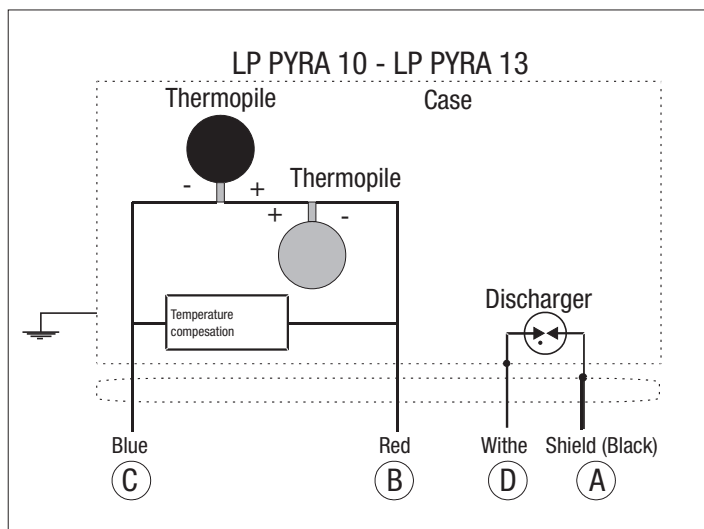 LP PYRA 10 - LP PYRA 13
Thermopile
Case
- +
Thermopile
+ -
Discharger
Temperature
compesation
Blue
Red
Withe
Shield (Black)
C
B
D
A